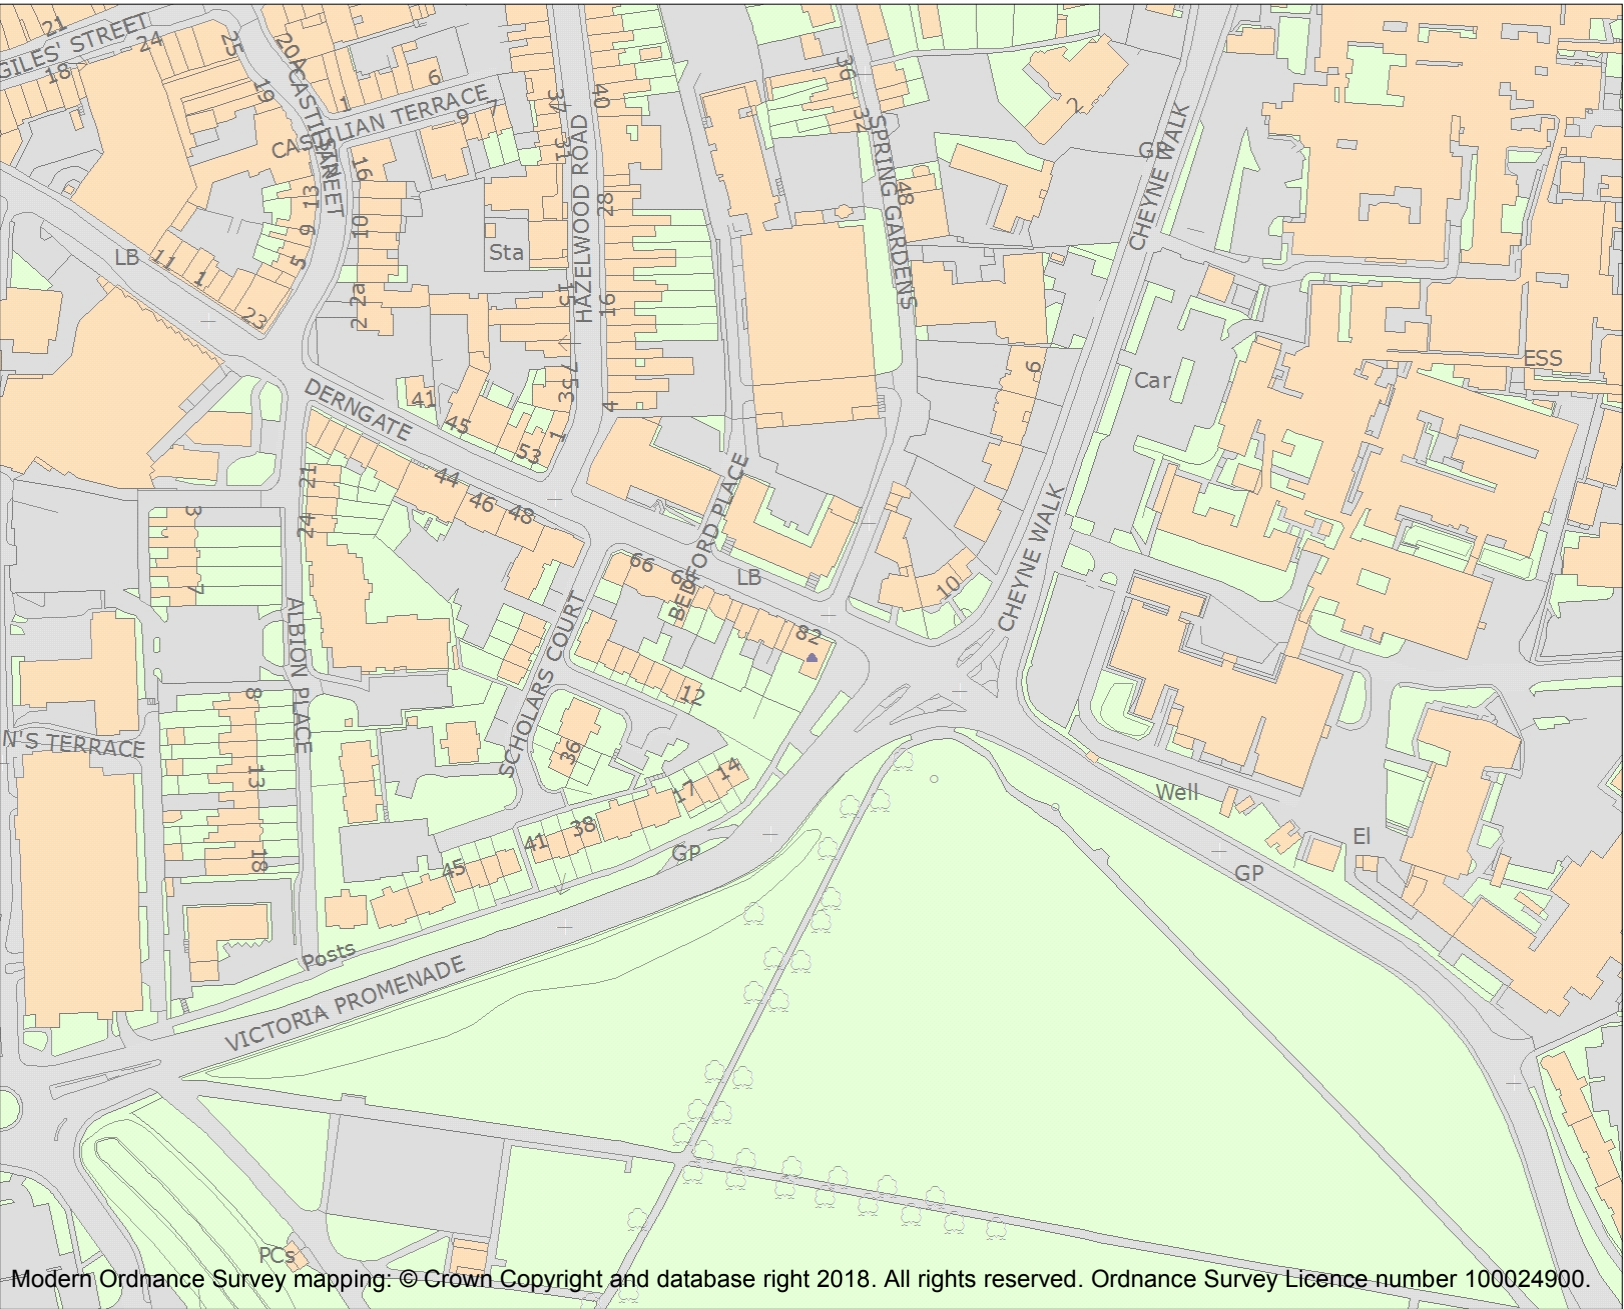 21
GILES' STREET
24
18
25
20A
19
CASTILIAN STREET
CASTILIAN TERRACE
1
6
9
7
16
13
9
5
10
2a
2
LB
11
1
23
37
31
40
28
HAZELWOOD ROAD
Sta
15
16
7
5
3
4
1
36
32
SPRING GARDENS
48
2
GP
CHEYNE WALK
6
Car
ESS
DERNGATE
41
45
53
44
46
48
21
24
3
7
BEDFORD PLACE
66
64
LB
82
10
CHEYNE WALK
ALBION PLACE
SCHOLARS COURT
12
36
8
13
18
N'S TERRACE
14
17
38
41
45
GP
Well
GP
El
Posts
VICTORIA PROMENADE
PCs
Modern Ordnance Survey mapping: © Crown Copyright and database right 2018. All rights reserved. Ordnance Survey Licence number 100024900.